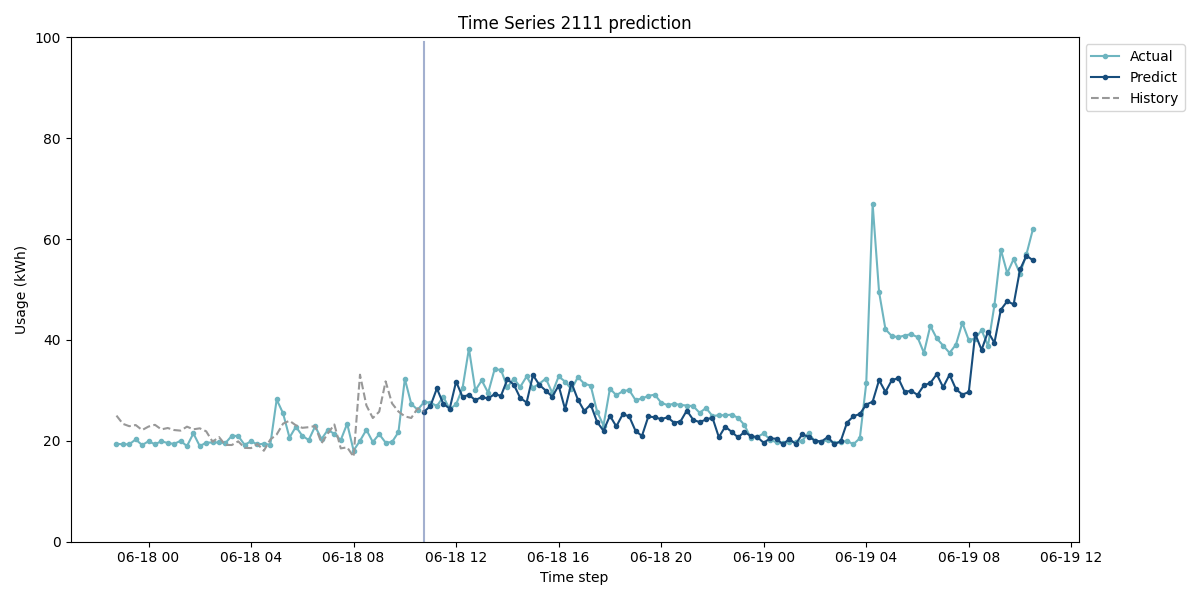 Time Series 2111 prediction
100
80
60
40
20
0
Usage (kWh)
06-18 00
06-18 04
06-18 08
06-18 12
06-18 16
06-18 20
06-19 00
06-19 04
06-19 08
06-19 12
Time step
Actual
Predict
History